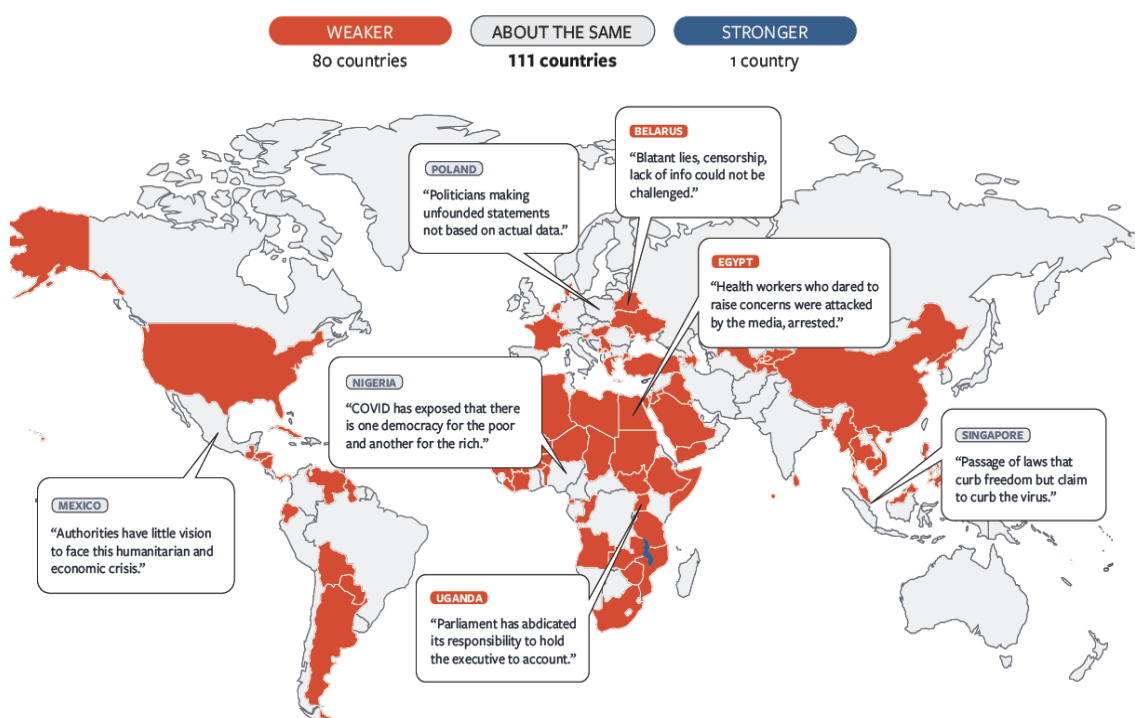 WEAKER
80 countries
ABOUT THE SAME
111 countries
STRONGER
1 country
BELARUS
“Blatant lies, censorship,
lack of info could not be
challenged.”
POLAND
“Politicians making
unfounded statements
not based on actual data.”
EGYPT
“Health workers who dared to
raise concerns were attacked
by the media, arrested.”
NIGERIA
“COVID has exposed that there
is one democracy for the poor
and another for the rich.”
SINGAPORE
“Passage of laws that
curb freedom but claim
to curb the virus.”
MEXICO
“Authorities have little vision
to face this humanitarian and
economic crisis.”
UGANDA
“Parliament has abdicated
its responsibility to hold
the executive to account.”